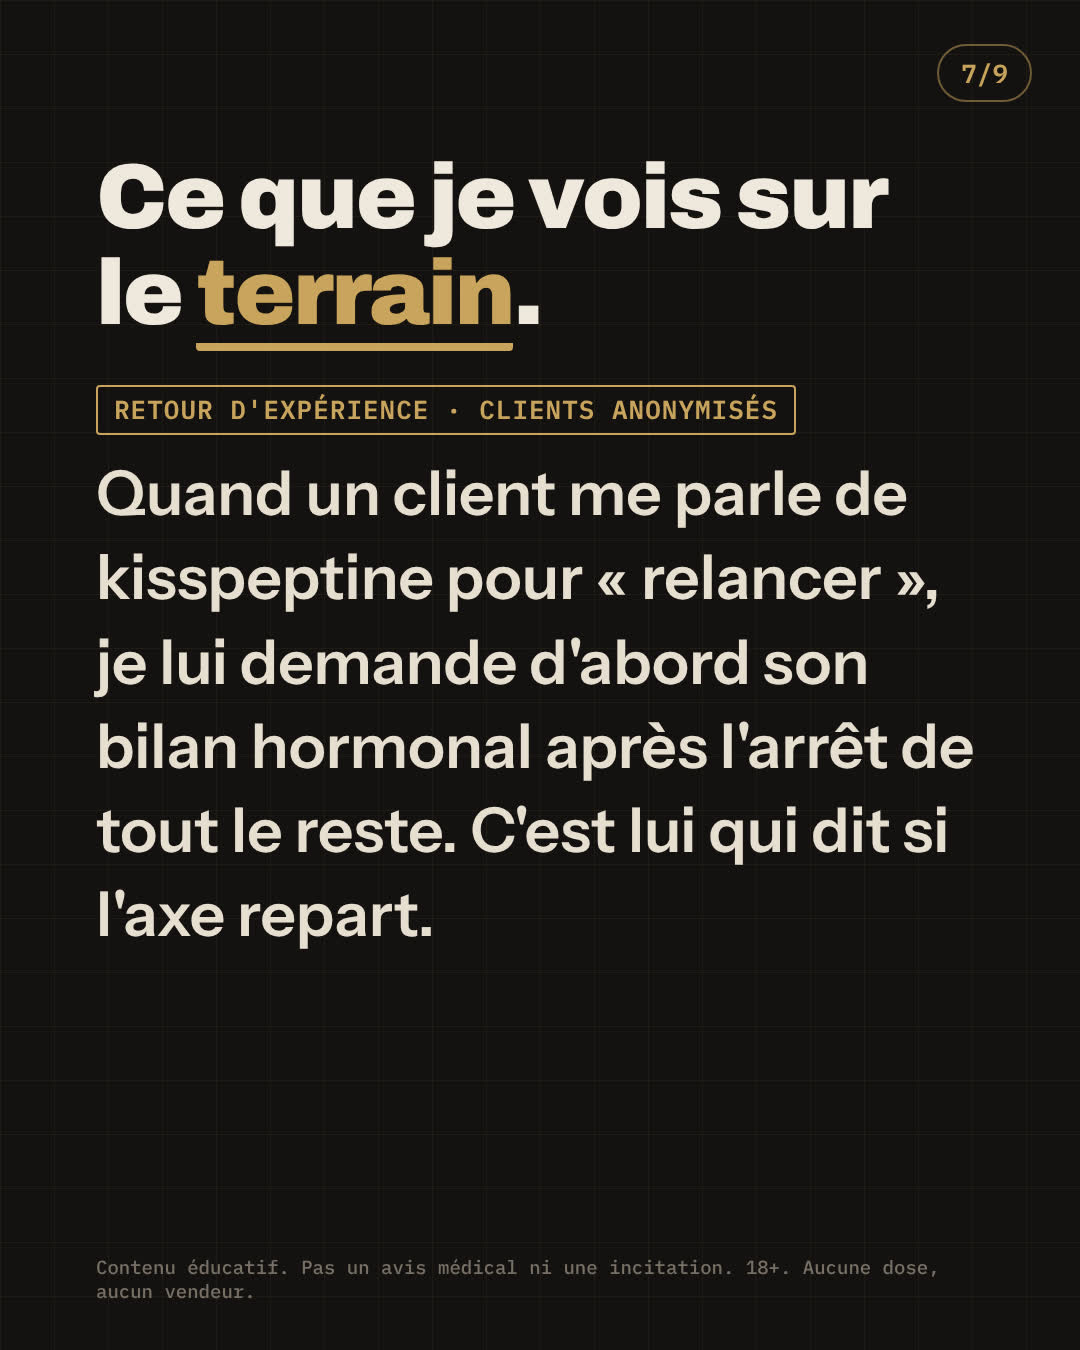 7/9
Ce que je vois sur
le terrain.
RETOUR D'EXPÉRIENCE · CLIENTS ANONYMISÉS
Quand un client me parle de
kisspeptine pour « relancer »,
je lui demande d'abord son
bilan hormonal après l'arrêt de
tout le reste. C'est lui qui dit si
l'axe repart.
Contenu éducatif. Pas un avis médical ni une incitation. 18+. Aucune dose,
aucun vendeur.